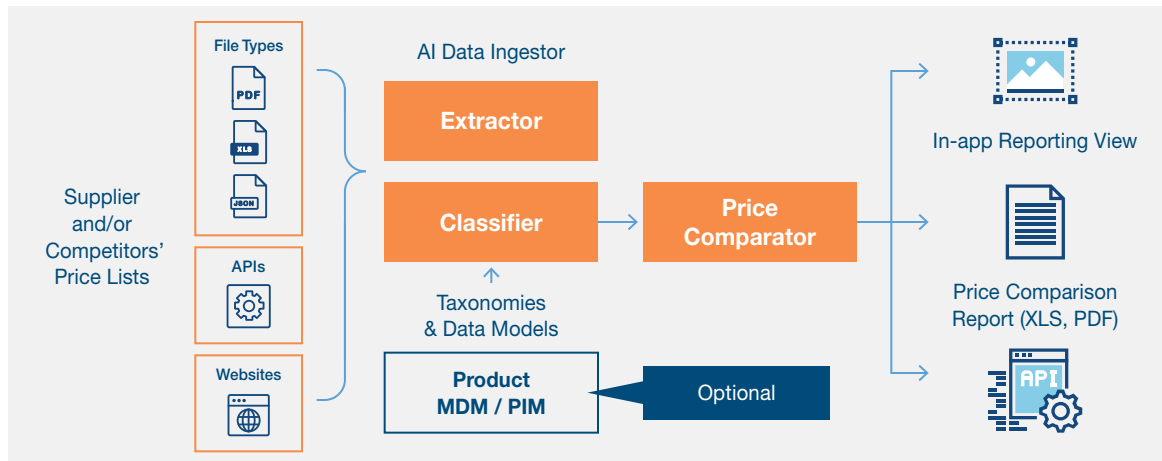 Supplier
and/or
Competitors’
Price Lists
File Types
PDF
XLS
JSON
APIs
Websites
AI Data Ingestor
Extractor
Classifier
Taxonomies
& Data Models
Product
MDM / PIM
Optional
Price
Comparator
In-app Reporting View
Price Comparison
Report (XLS, PDF)
API